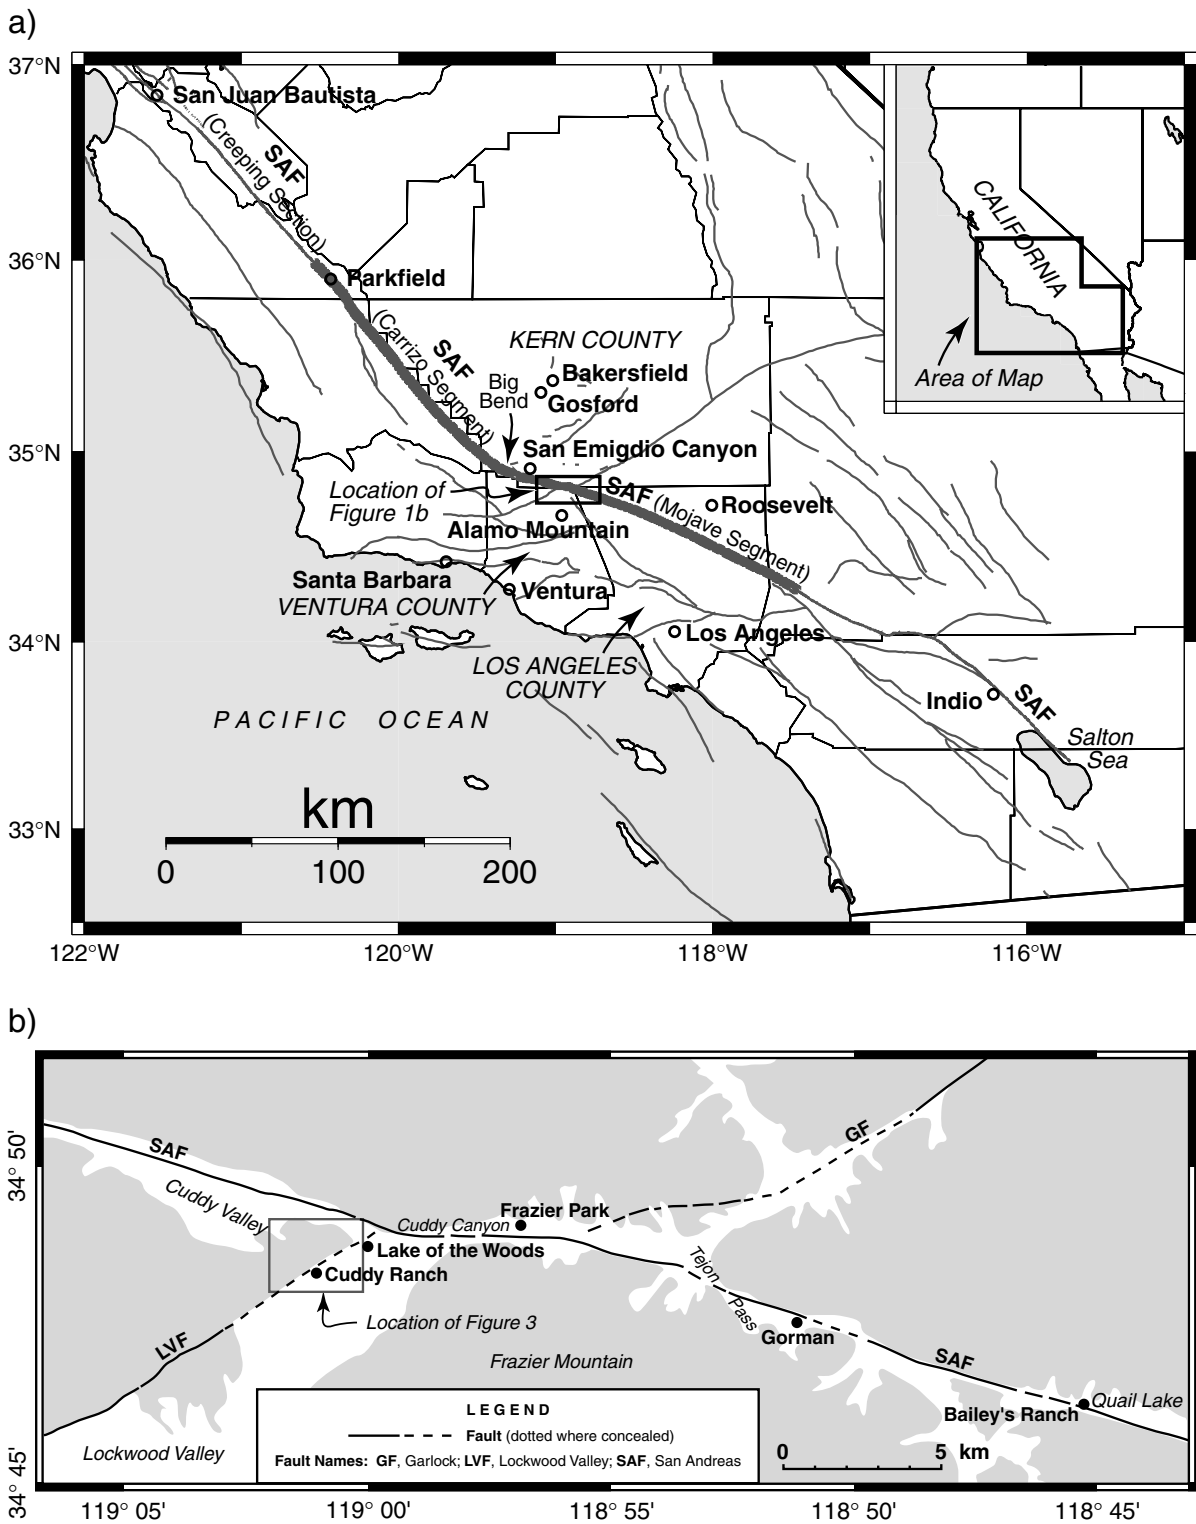 a)
37°N
36°N
35°N
34°N
33°N
122°W
120°W
118°W
116°W
San Juan Bautista
SAF
(Creeping Section)
Parkfield
SAF
(Carrizo Segment)
KERN COUNTY
Bakersfield
Gosford
Big
Bend
San Emigdio Canyon
Location of
Figure 1b
SAF (Mojave Segment)
Roosevelt
Alamo Mountain
Santa Barbara
VENTURA COUNTY
Ventura
Los Angeles
LOS ANGELES
COUNTY
PACIFIC OCEAN
Indio
SAF
Salton
Sea
km
0 100 200
CALIFORNIA
Area of Map
b)
34° 50'
34° 45'
119° 05'
119° 00'
118° 55'
118° 50'
118° 45'
SAF
Cuddy Valley
Cuddy Canyon
Frazier Park
GF
Lake of the Woods
Cuddy Ranch
Location of Figure 3
LVF
Tejon
Pass
Gorman
Frazier Mountain
SAF
Quail Lake
Bailey's Ranch
Lockwood Valley
LEGEND
Fault (dotted where concealed)
Fault Names: GF, Garlock; LVF, Lockwood Valley; SAF, San Andreas
0 5 km